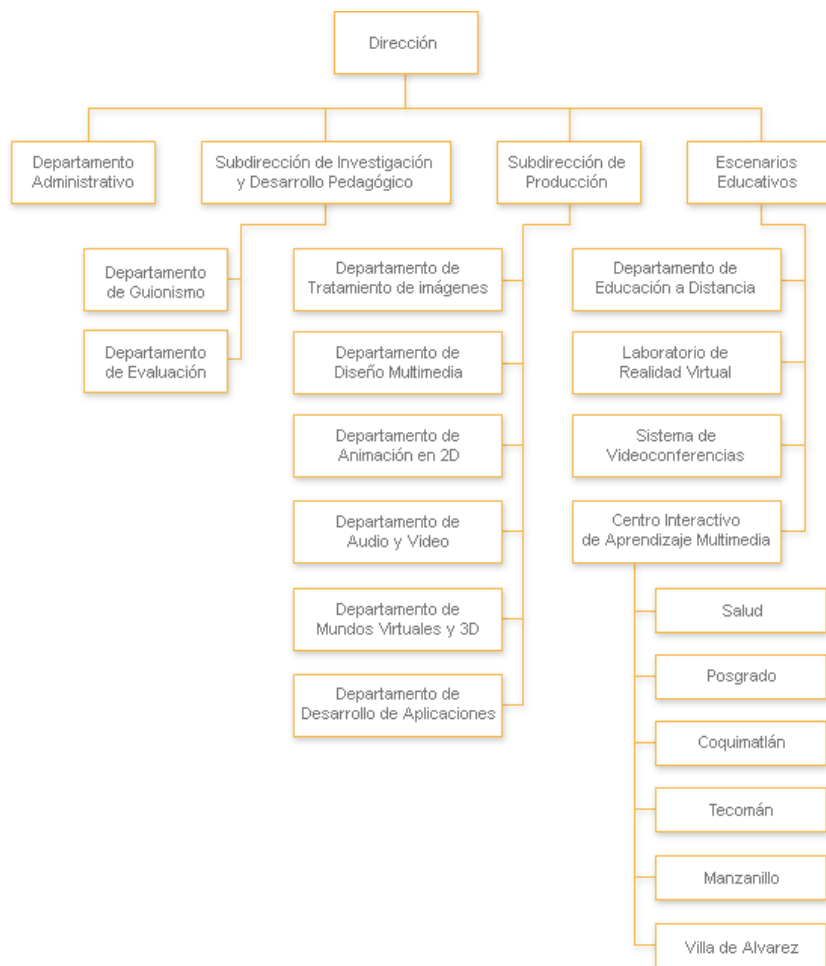 Dirección
Departamento
Administrativo
Subdirección de Investigación
y Desarrollo Pedagógico
Subdirección de
Producción
Escenarios
Educativos
Departamento
de Guionismo
Departamento
de Evaluación
Departamento de
Tratamiento de imágenes
Departamento de
Diseño Multimedia
Departamento de
Animación en 2D
Departamento de
Audio y Video
Departamento de
Mundos Virtuales y 3D
Departamento de
Desarrollo de Aplicaciones
Departamento de
Educación a Distancia
Laboratorio de
Realidad Virtual
Sistema de
Videoconferencias
Centro Interactivo
de Aprendizaje Multimedia
Salud
Posgrado
Coquimatlán
Tecomán
Manzanillo
Villa de Alvarez